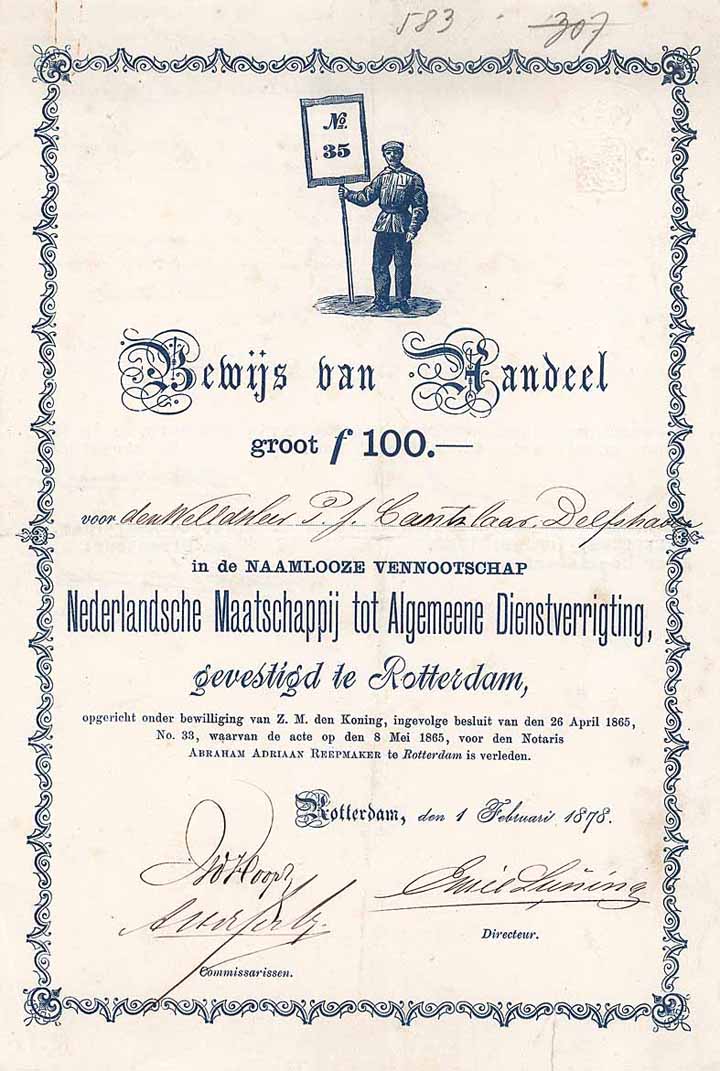 583 307
No.
35
Bewijs van Aandeel
groot ƒ 100.—
voor den WelEdHeer P. J. Delfshaven
in de NAAMLOOZE VENNOOTSCHAP
Nederlandsche Maatschappij tot Algemeene Dienstverrigting,
gevestigd te Rotterdam,
opgericht onder bewilliging van Z. M. den Koning, ingevolge besluit van den 26 April 1865,
No. 33, waarvan de acte op den 8 Mei 1865, voor den Notaris
ABRAHAM ADRIAAN REEPMAKER te Rotterdam is verleden.
Rotterdam, den 1 Februari 1878.
Emil Lüning
Directeur.
Commissarissen.